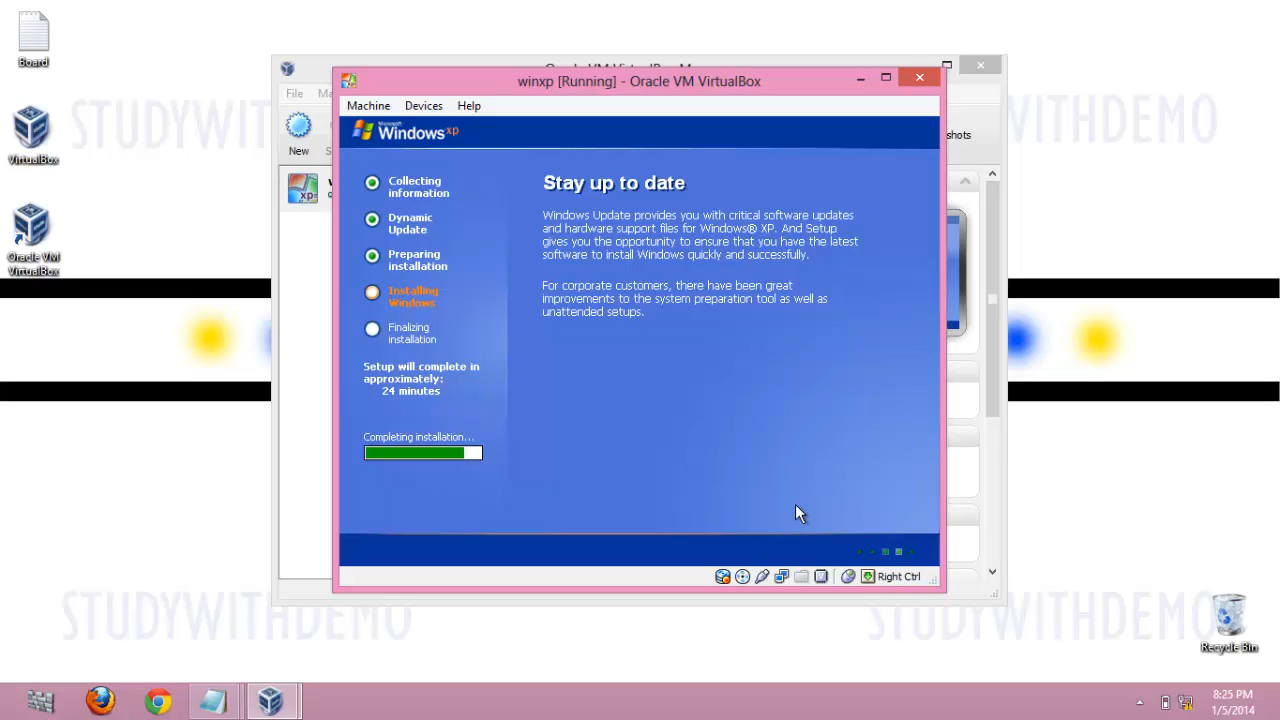 Board
VirtualBox
Oracle VM
VirtualBox
STUDYWITHDEMO
STUDYWITHDEMO
STUDYWITHDEMO
Recycle Bin
File
New
shots
winxp [Running] - Oracle VM VirtualBox
Machine Devices Help
Microsoft
Windows xp
Collecting
information
Dynamic
Update
Preparing
installation
Installing
Windows
Finalizing
installation
Setup will complete in
approximately:
24 minutes
Completing installation...
Stay up to date
Windows Update provides you with critical software updates
and hardware support files for Windows® XP. And Setup
gives you the opportunity to ensure that you have the latest
software to install Windows quickly and successfully.
For corporate customers, there have been great
improvements to the system preparation tool as well as
unattended setups.
Right Ctrl
8:25 PM
1/5/2014